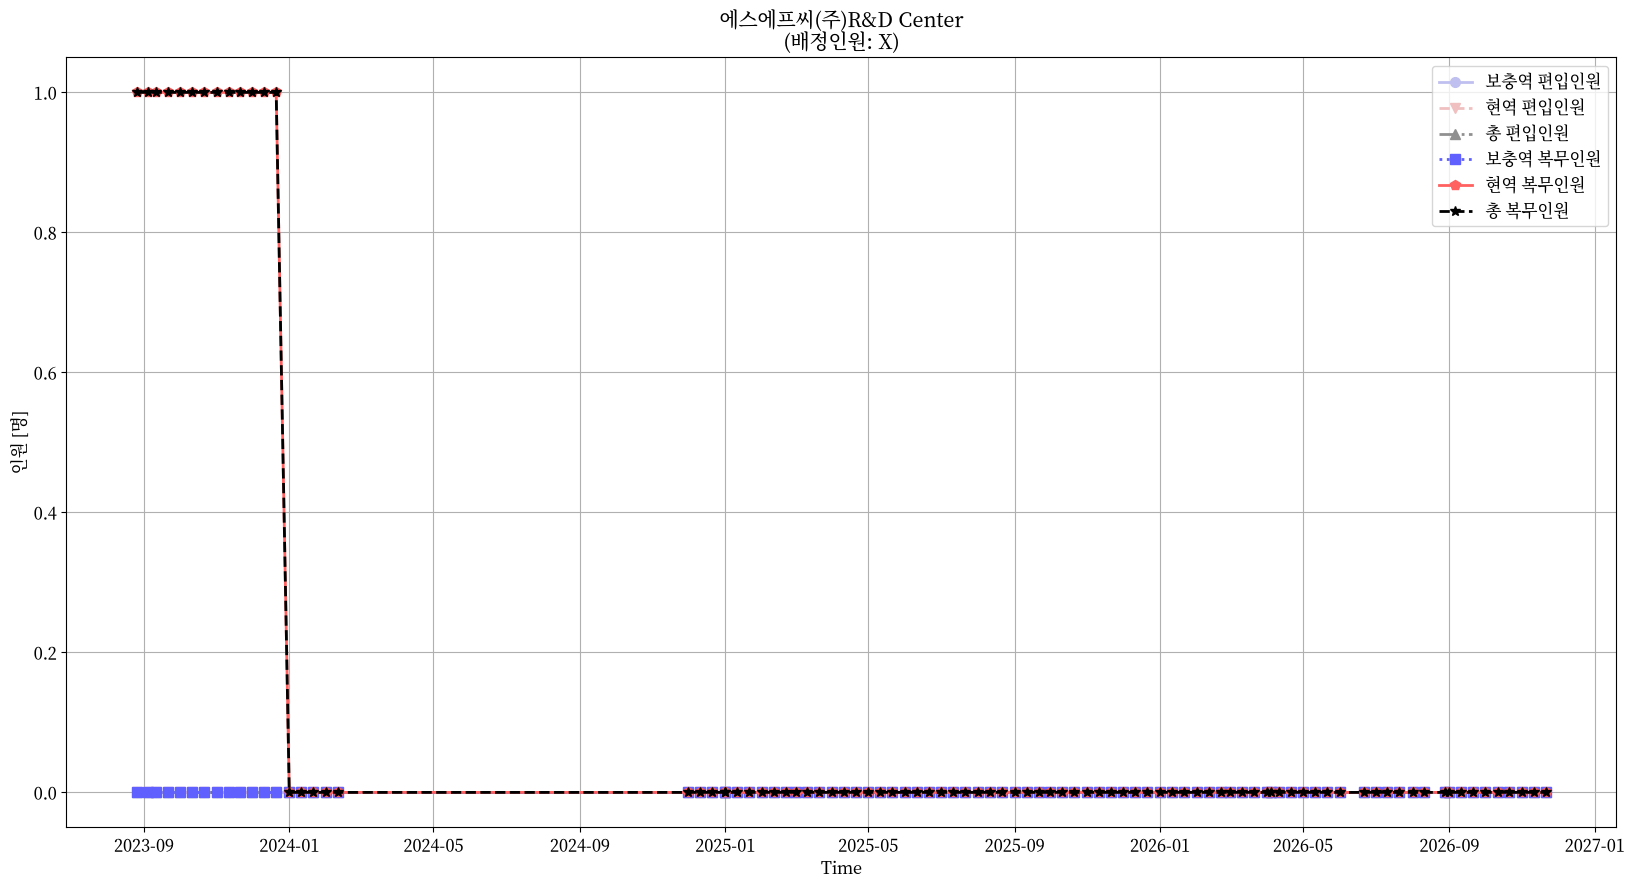 에스에프씨(주)R&D Center
(배정인원: X)
보충역 편입인원
현역 편입인원
총 편입인원
보충역 복무인원
현역 복무인원
총 복무인원
인원 [명]
1.0
0.8
0.6
0.4
0.2
0.0
2023-09
2024-01
2024-05
2024-09
2025-01
2025-05
2025-09
2026-01
2026-05
2026-09
2027-01
Time